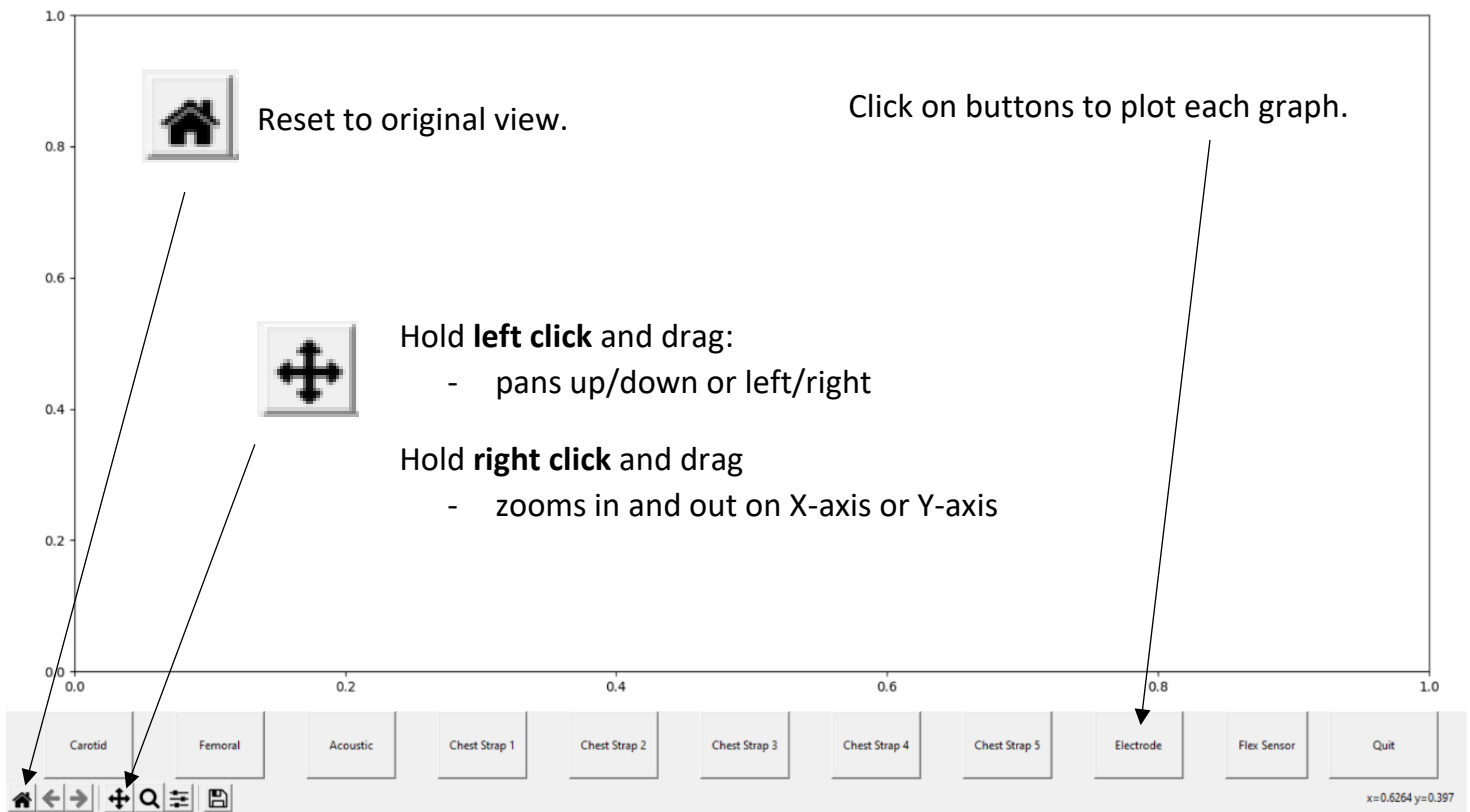 1.0
Reset to original view.
Click on buttons to plot each graph.
0.8
0.6
Hold left click and drag:
- pans up/down or left/right
0.4
Hold right click and drag
- zooms in and out on X-axis or Y-axis
0.2
0.0
0.0 0.2 0.4 0.6 0.8 1.0
Carotid Femoral Acoustic Chest Strap 1 Chest Strap 2 Chest Strap 3 Chest Strap 4 Chest Strap 5 Electrode Flex Sensor Quit
x=0.6264 y=0.397